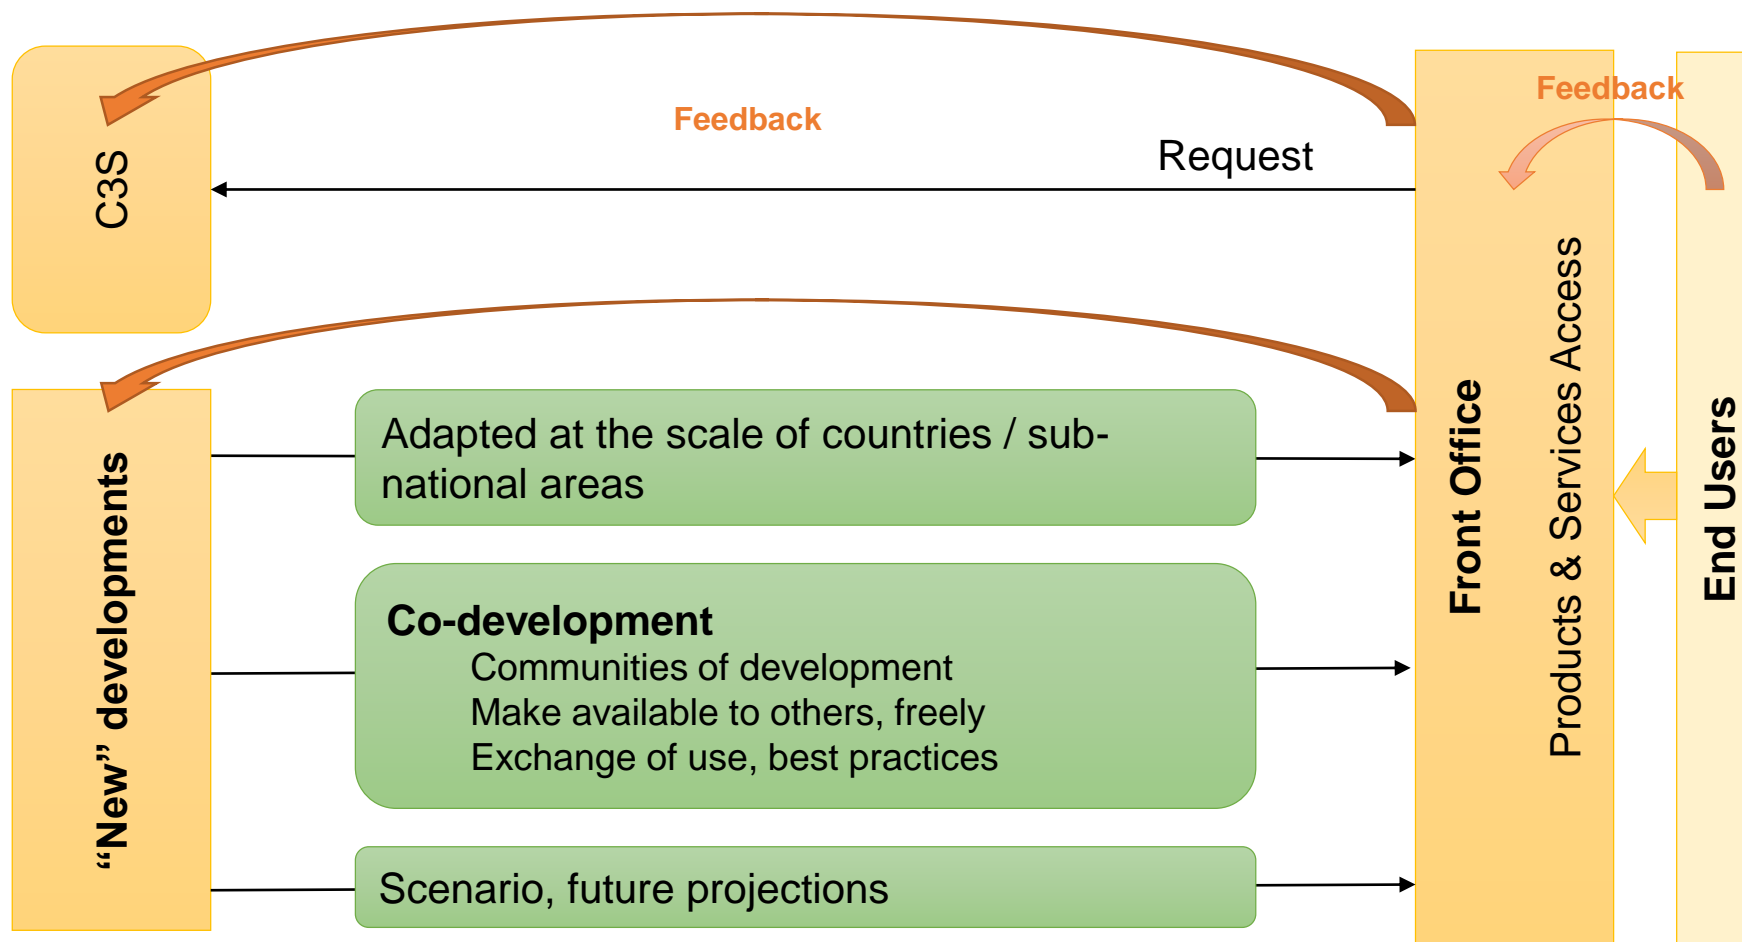 Feedback
Feedback
Request
C3S
Adapted at the scale of countries / sub-
national areas
Co-development
Communities of development
Make available to others, freely
Exchange of use, best practices
Scenario, future projections
“New” developments
Front Office
Products & Services Access
End Users